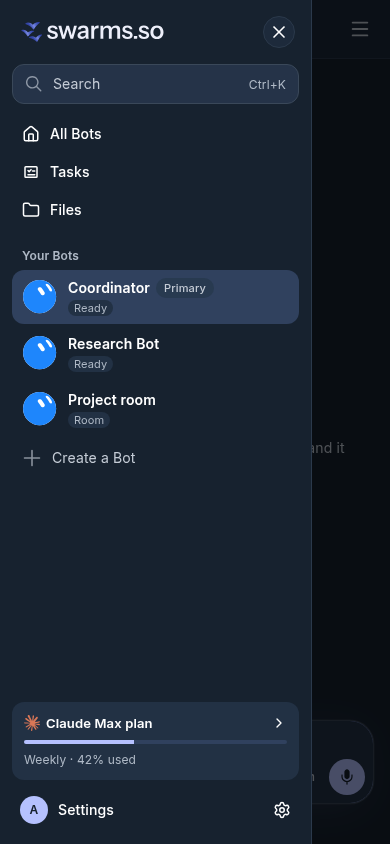 swarms.so
Search Ctrl+K
All Bots
Tasks
Files
Your Bots
Coordinator Primary
Ready
Research Bot
Ready
Project room
Room
Create a Bot
and it
Claude Max plan
Weekly · 42% used
A Settings